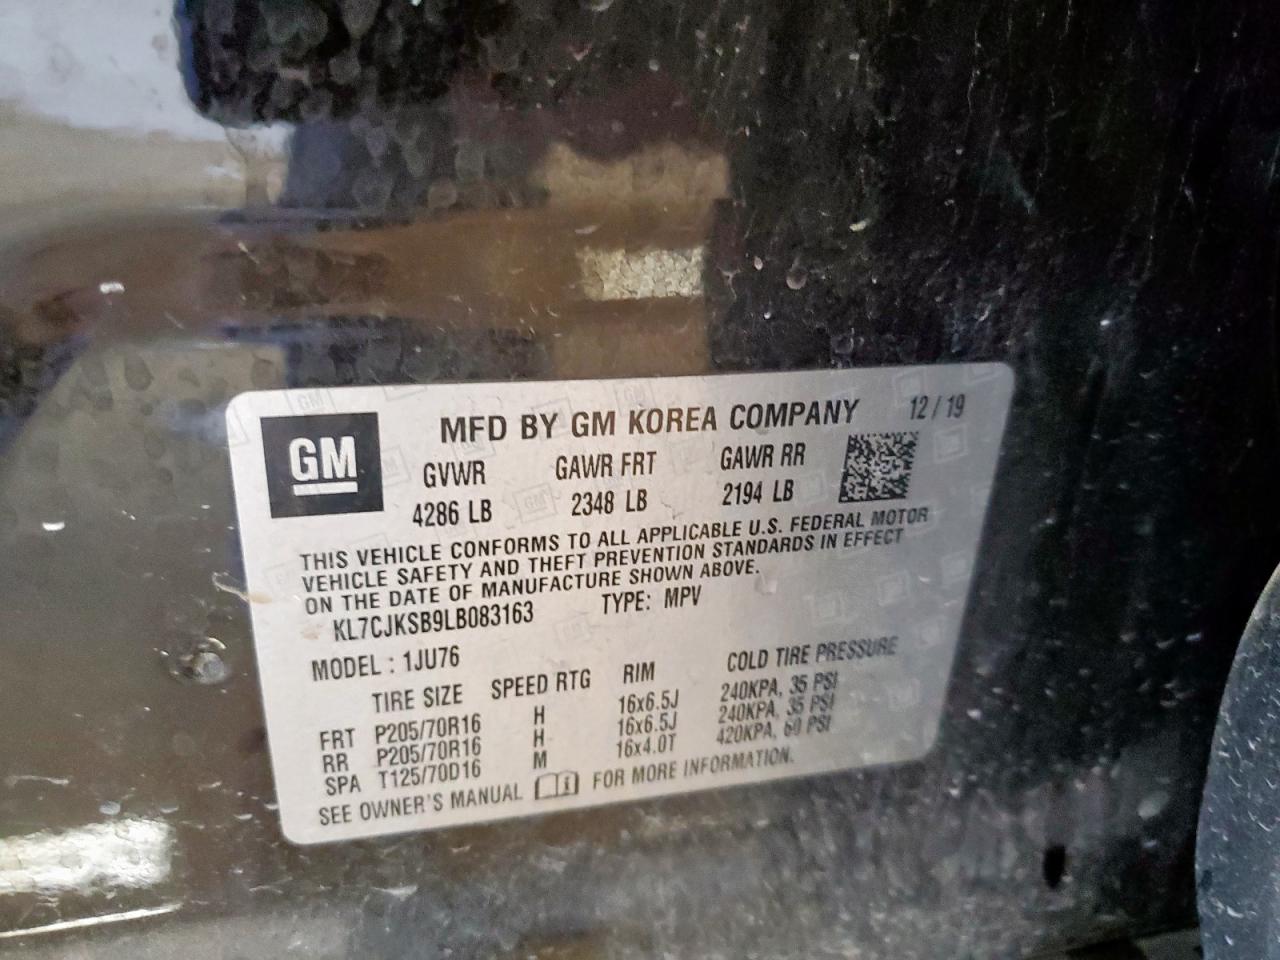 GM
MFD BY GM KOREA COMPANY 12 / 19
GVWR GAWR FRT GAWR RR
4286 LB 2348 LB 2194 LB
THIS VEHICLE CONFORMS TO ALL APPLICABLE U.S. FEDERAL MOTOR
VEHICLE SAFETY AND THEFT PREVENTION STANDARDS IN EFFECT
ON THE DATE OF MANUFACTURE SHOWN ABOVE.
KL7CJKSB9LB083163 TYPE: MPV
MODEL : 1JU76
TIRE SIZE SPEED RTG RIM COLD TIRE PRESSURE
FRT P205/70R16 H 16x6.5J 240KPA, 35 PSI
RR P205/70R16 H 16x6.5J 240KPA, 35 PSI
SPA T125/70D16 M 16x4.0T 420KPA, 60 PSI
SEE OWNER'S MANUAL FOR MORE INFORMATION.